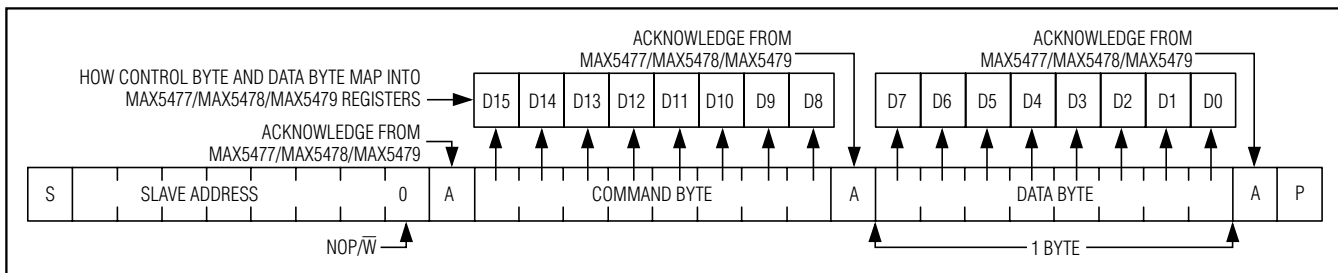 ACKNOWLEDGE FROM
MAX5477/MAX5478/MAX5479
ACKNOWLEDGE FROM
MAX5477/MAX5478/MAX5479
HOW CONTROL BYTE AND DATA BYTE MAP INTO
MAX5477/MAX5478/MAX5479 REGISTERS
D15 D14 D13 D12 D11 D10 D9 D8
D7 D6 D5 D4 D3 D2 D1 D0
ACKNOWLEDGE FROM
MAX5477/MAX5478/MAX5479
S SLAVE ADDRESS 0 A COMMAND BYTE A DATA BYTE A P
NOP/W̅
1 BYTE